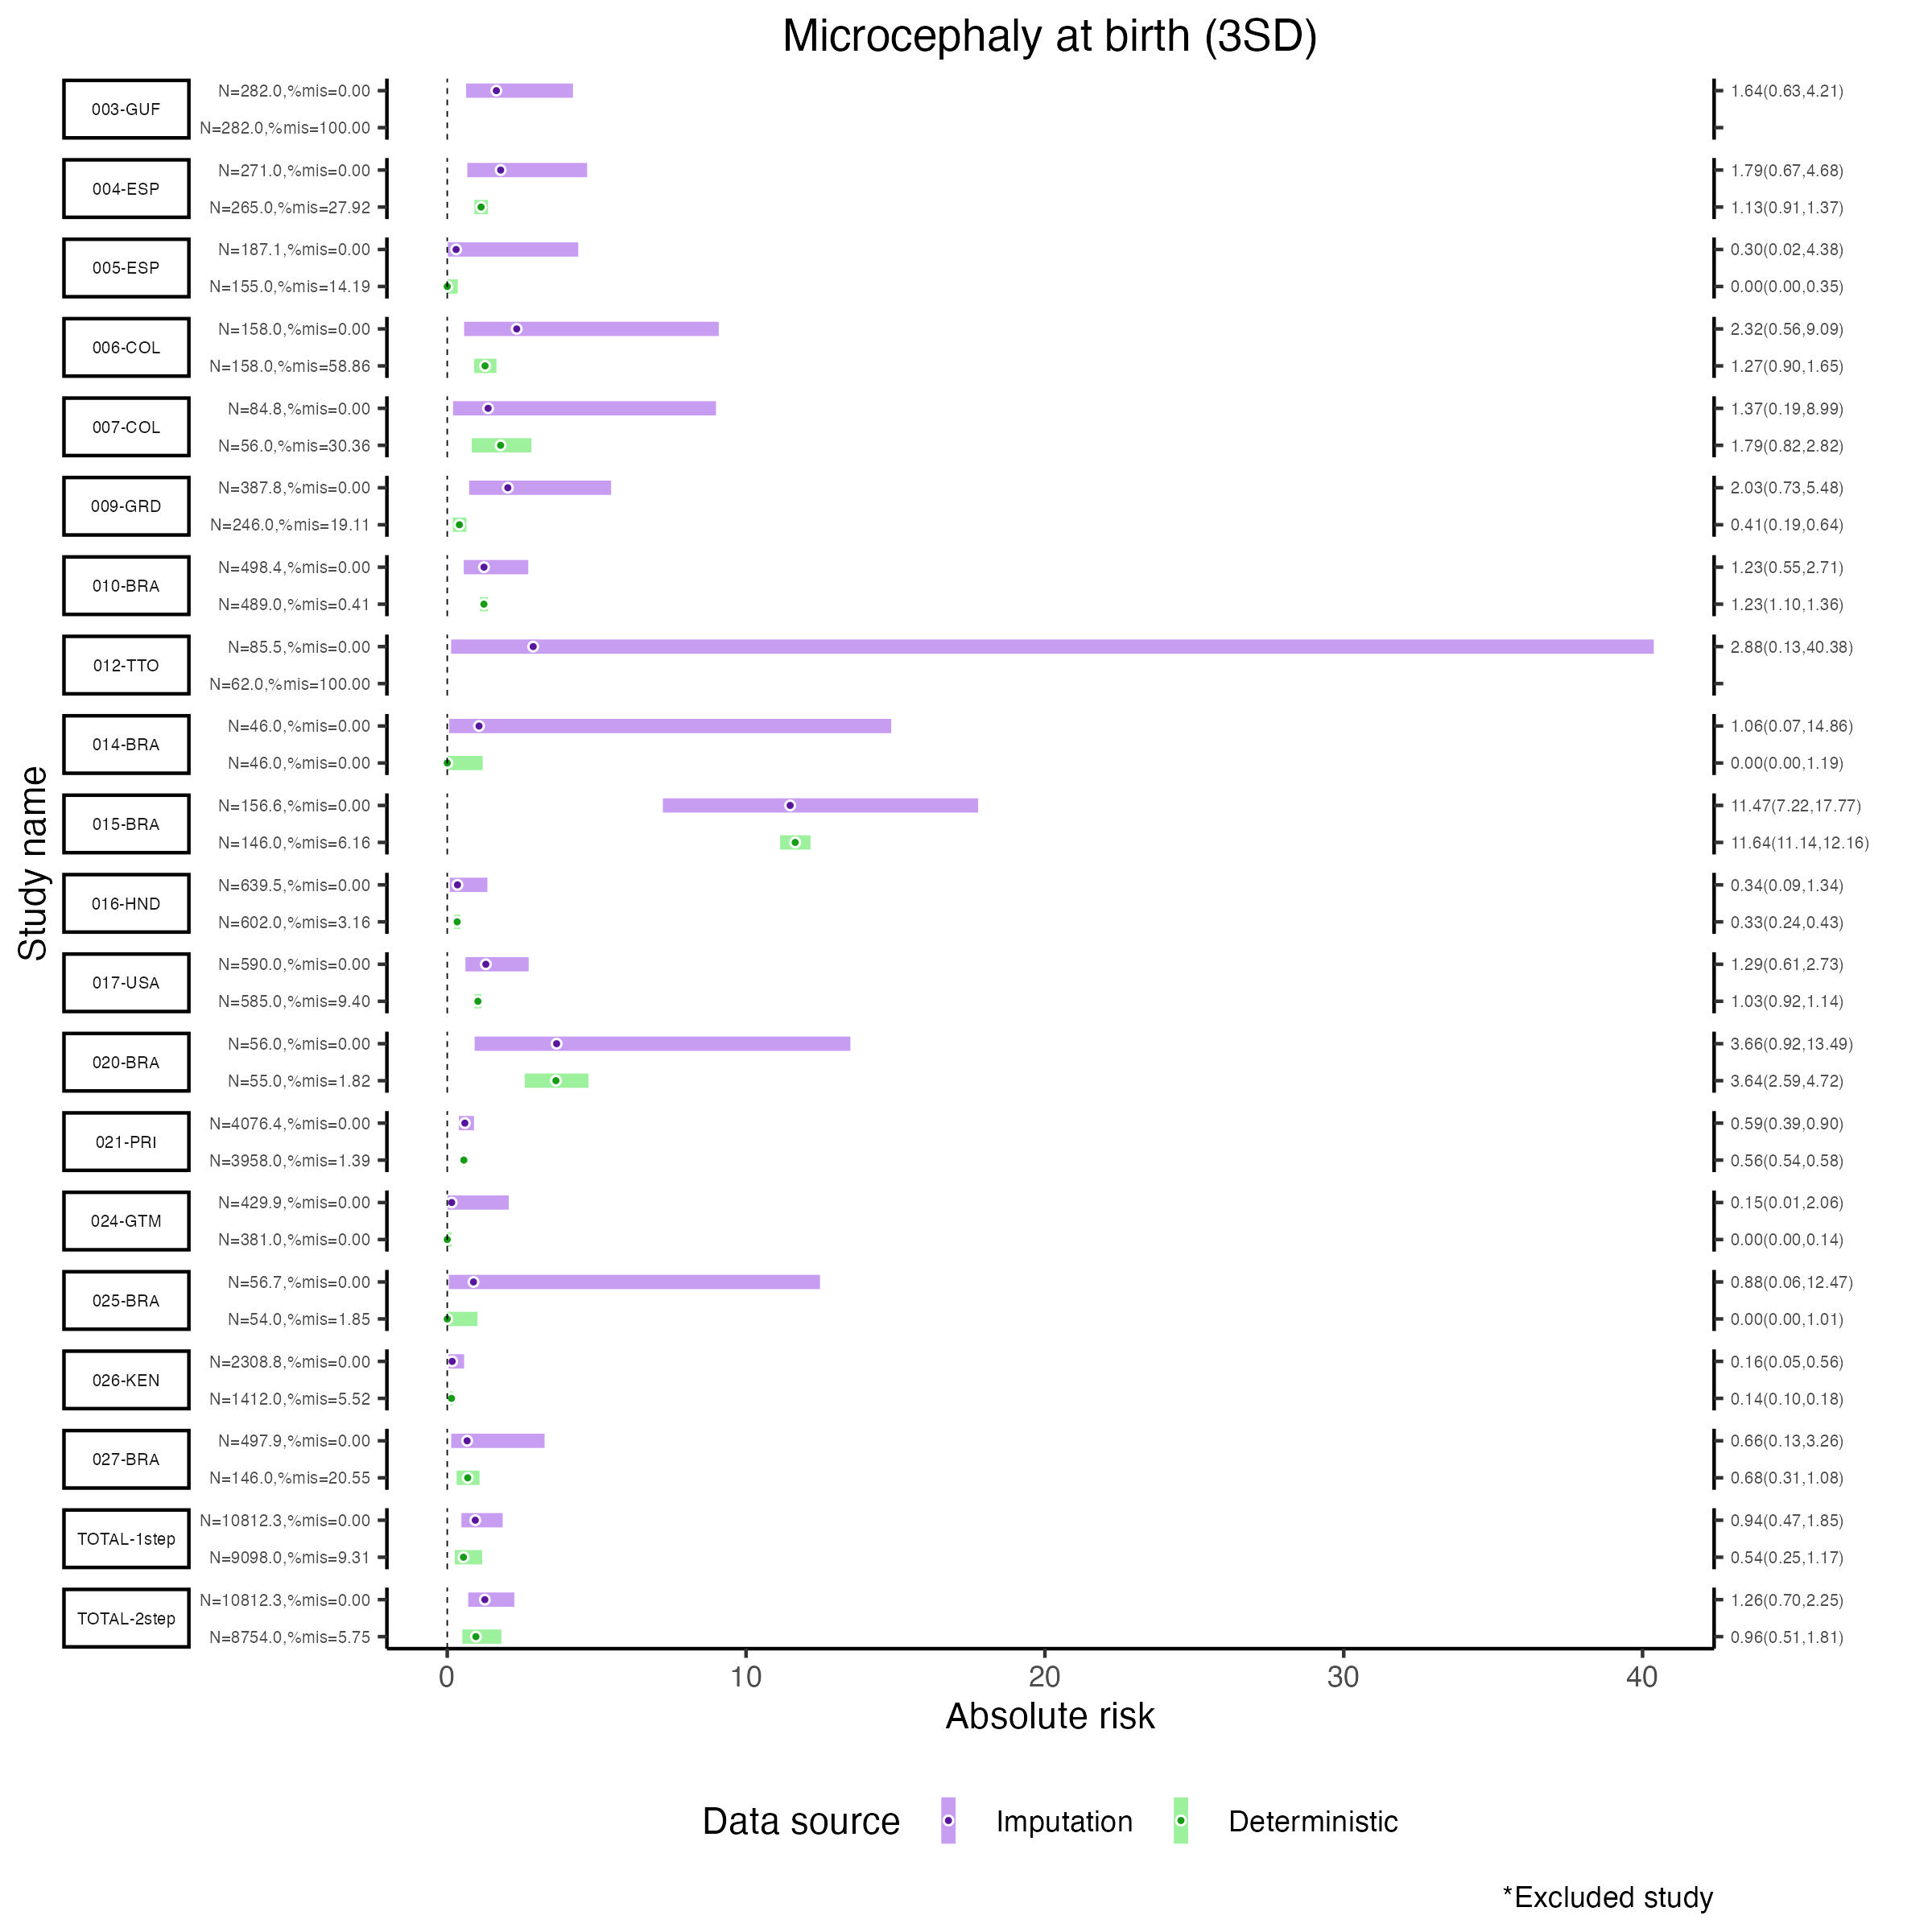 Microcephaly at birth (3SD)
003-GUF
N=282.0,%mis=0.00
1.64(0.63,4.21)
N=282.0,%mis=100.00
004-ESP
N=271.0,%mis=0.00
1.79(0.67,4.68)
N=265.0,%mis=27.92
1.13(0.91,1.37)
005-ESP
N=187.1,%mis=0.00
0.30(0.02,4.38)
N=155.0,%mis=14.19
0.00(0.00,0.35)
006-COL
N=158.0,%mis=0.00
2.32(0.56,9.09)
N=158.0,%mis=58.86
1.27(0.90,1.65)
007-COL
N=84.8,%mis=0.00
1.37(0.19,8.99)
N=56.0,%mis=30.36
1.79(0.82,2.82)
009-GRD
N=387.8,%mis=0.00
2.03(0.73,5.48)
N=246.0,%mis=19.11
0.41(0.19,0.64)
010-BRA
N=498.4,%mis=0.00
1.23(0.55,2.71)
N=489.0,%mis=0.41
1.23(1.10,1.36)
012-TTO
N=85.5,%mis=0.00
2.88(0.13,40.38)
N=62.0,%mis=100.00
014-BRA
N=46.0,%mis=0.00
1.06(0.07,14.86)
N=46.0,%mis=0.00
0.00(0.00,1.19)
015-BRA
N=156.6,%mis=0.00
11.47(7.22,17.77)
N=146.0,%mis=6.16
11.64(11.14,12.16)
016-HND
N=639.5,%mis=0.00
0.34(0.09,1.34)
N=602.0,%mis=3.16
0.33(0.24,0.43)
017-USA
N=590.0,%mis=0.00
1.29(0.61,2.73)
N=585.0,%mis=9.40
1.03(0.92,1.14)
020-BRA
N=56.0,%mis=0.00
3.66(0.92,13.49)
N=55.0,%mis=1.82
3.64(2.59,4.72)
021-PRI
N=4076.4,%mis=0.00
0.59(0.39,0.90)
N=3958.0,%mis=1.39
0.56(0.54,0.58)
024-GTM
N=429.9,%mis=0.00
0.15(0.01,2.06)
N=381.0,%mis=0.00
0.00(0.00,0.14)
025-BRA
N=56.7,%mis=0.00
0.88(0.06,12.47)
N=54.0,%mis=1.85
0.00(0.00,1.01)
026-KEN
N=2308.8,%mis=0.00
0.16(0.05,0.56)
N=1412.0,%mis=5.52
0.14(0.10,0.18)
027-BRA
N=497.9,%mis=0.00
0.66(0.13,3.26)
N=146.0,%mis=20.55
0.68(0.31,1.08)
TOTAL-1step
N=10812.3,%mis=0.00
0.94(0.47,1.85)
N=9098.0,%mis=9.31
0.54(0.25,1.17)
TOTAL-2step
N=10812.3,%mis=0.00
1.26(0.70,2.25)
N=8754.0,%mis=5.75
0.96(0.51,1.81)
Study name
0 10 20 30 40
Absolute risk
Data source Imputation Deterministic
*Excluded study